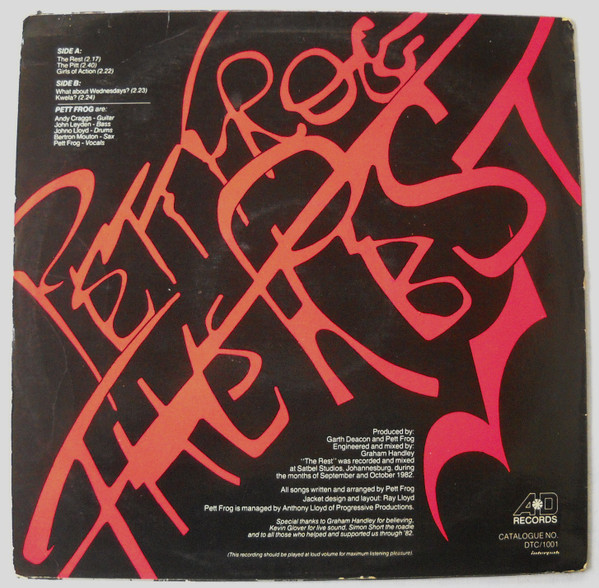 SIDE A:
The Rest (2.17)
The Pitt (2.40)
Girls of Action (2.22)
SIDE B:
What about Wednesdays? (2.23)
Kwela? (2.24)
PETT FROG are:
Andy Craggs - Guitar
John Leyden - Bass
Johno Lloyd - Drums
Bertron Mouton - Sax
Pett Frog - Vocals
PETT FROG
THE REST
Produced by:
Garth Deacon and Pett Frog
Engineered and mixed by:
Graham Handley
"The Rest" was recorded and mixed
at Satbel Studios, Johannesburg, during
the months of September and October 1982.
All songs written and arranged by Pett Frog
Jacket design and layout: Ray Lloyd
Pett Frog is managed by Anthony Lloyd of Progressive Productions.
Special thanks to Graham Handley for believing,
Kevin Glover for live sound, Simon Short the roadie
and to all those who helped and supported us through '82.
(This recording should be played at loud volume for maximum listening pleasure).
AD
RECORDS
CATALOGUE NO.
DTC/1001